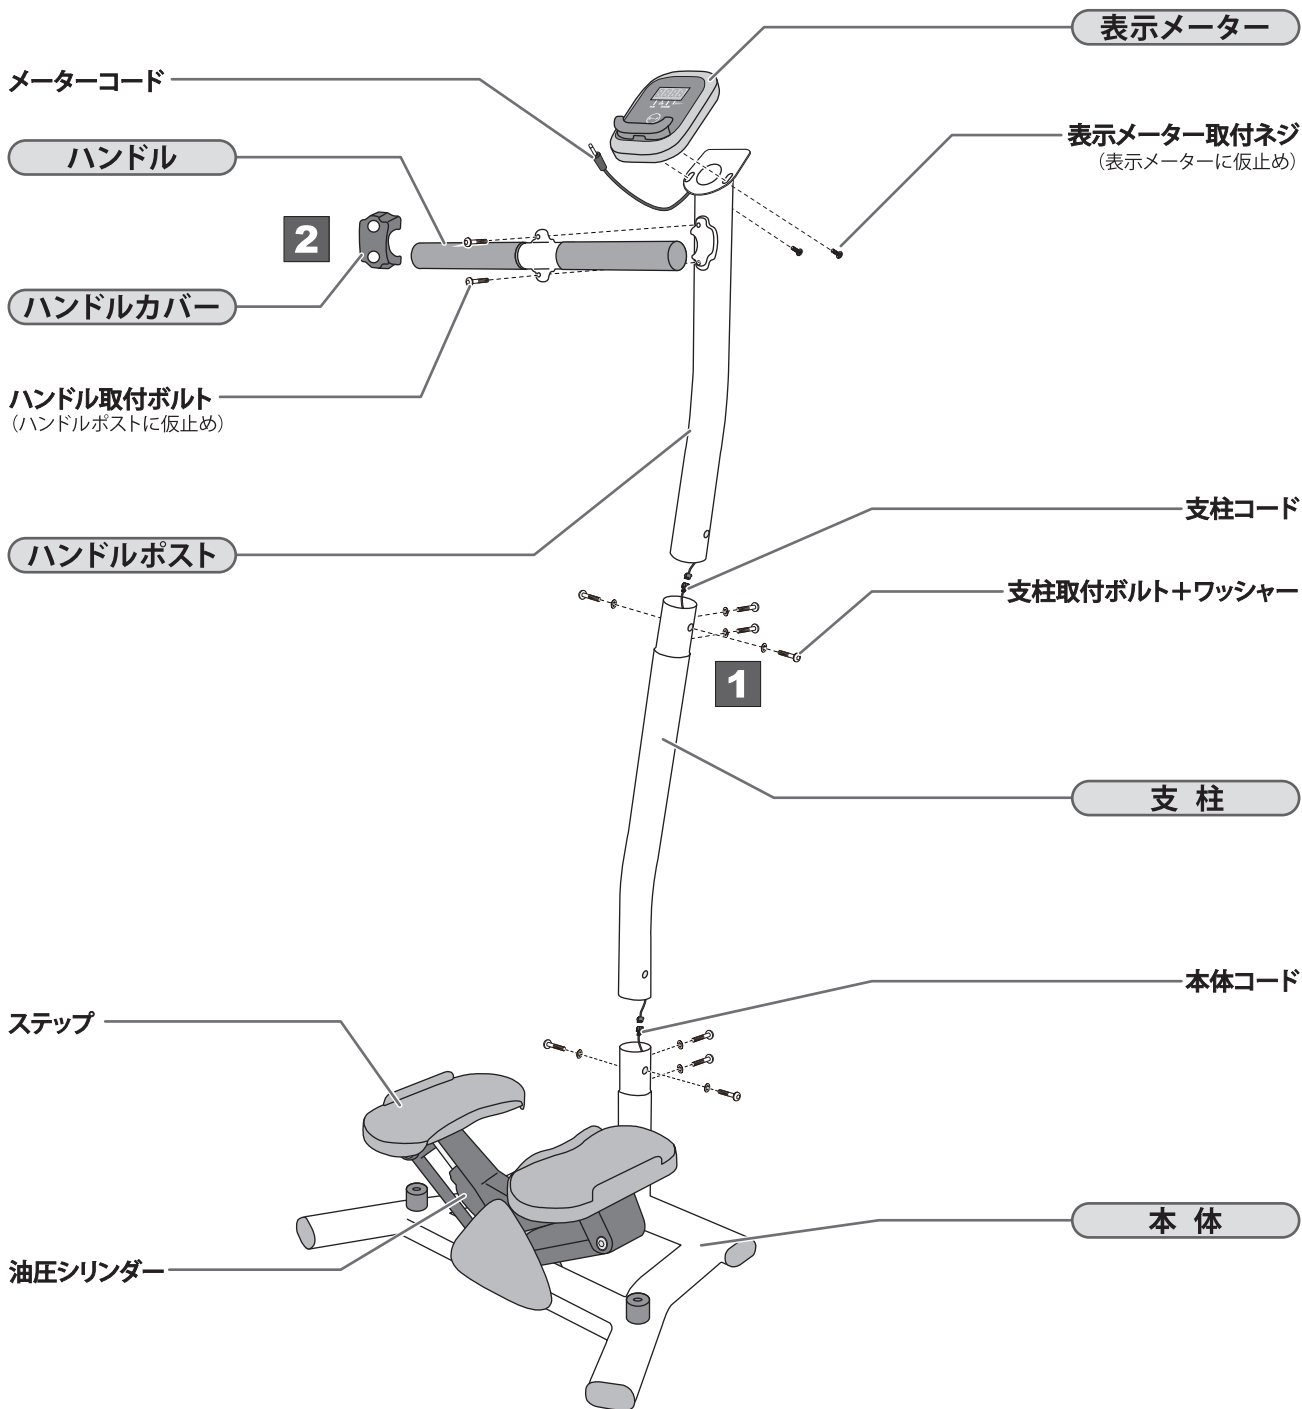 表示メーター
メーターコード
表示メーター取付ネジ
（表示メーターに仮止め）
ハンドル
2
ハンドルカバー
ハンドル取付ボルト
（ハンドルポストに仮止め）
支柱コード
ハンドルポスト
支柱取付ボルト＋ワッシャー
1
支 柱
本体コード
ステップ
本 体
油圧シリンダー